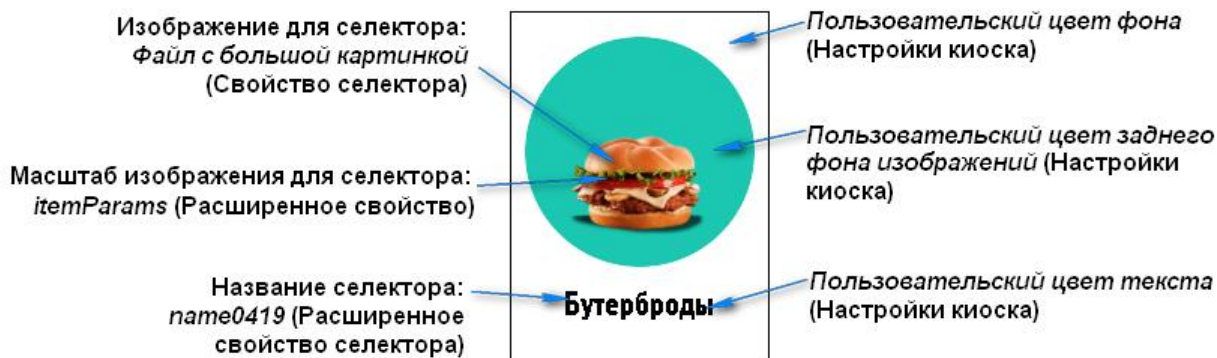 Изображение для селектора:
Файл с большой картинкой
(Свойство селектора)
Масштаб изображения для селектора:
itemParams (Расширенное свойство)
Название селектора:
name0419 (Расширенное
свойство селектора)
Бутерброды
Пользовательский цвет фона
(Настройки киоска)
Пользовательский цвет заднего
фона изображений (Настройки
киоска)
Пользовательский цвет текста
(Настройки киоска)